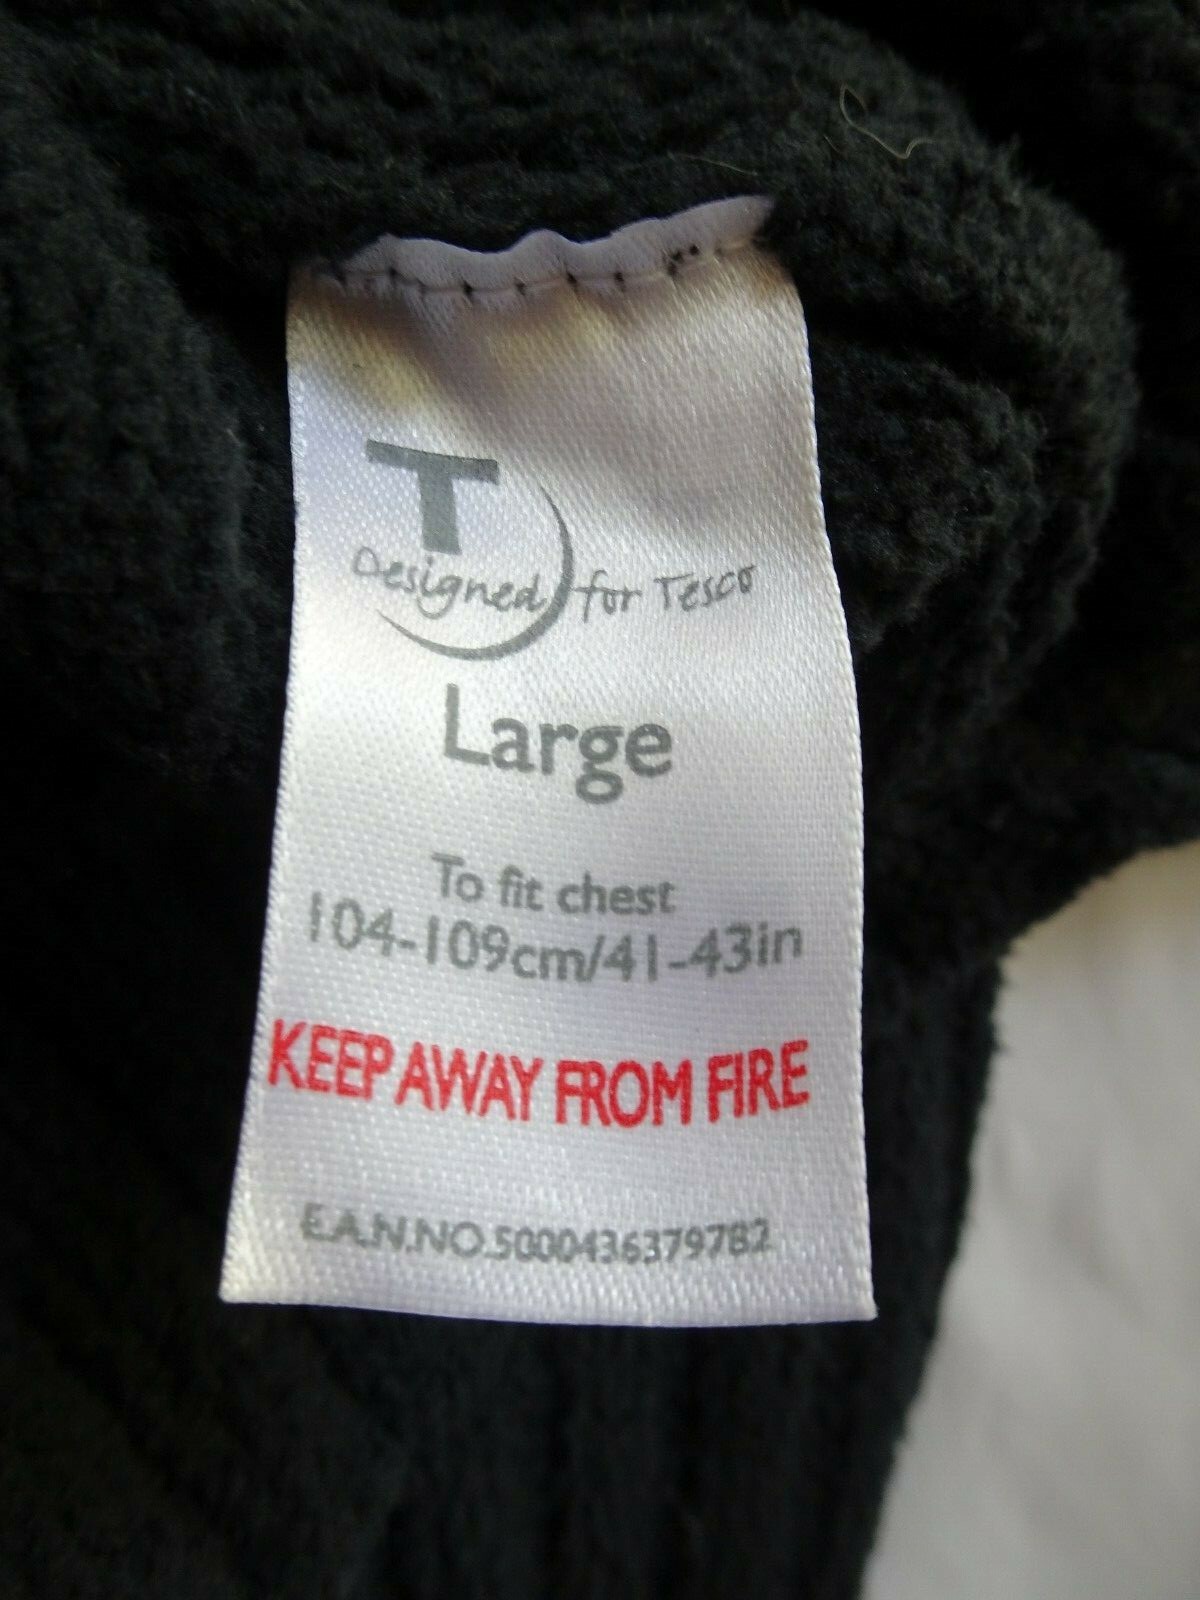 T
Designed for Tesco
Large
To fit chest
104-109cm/41-43in
KEEP AWAY FROM FIRE
E.A.N.NO.5000436379782